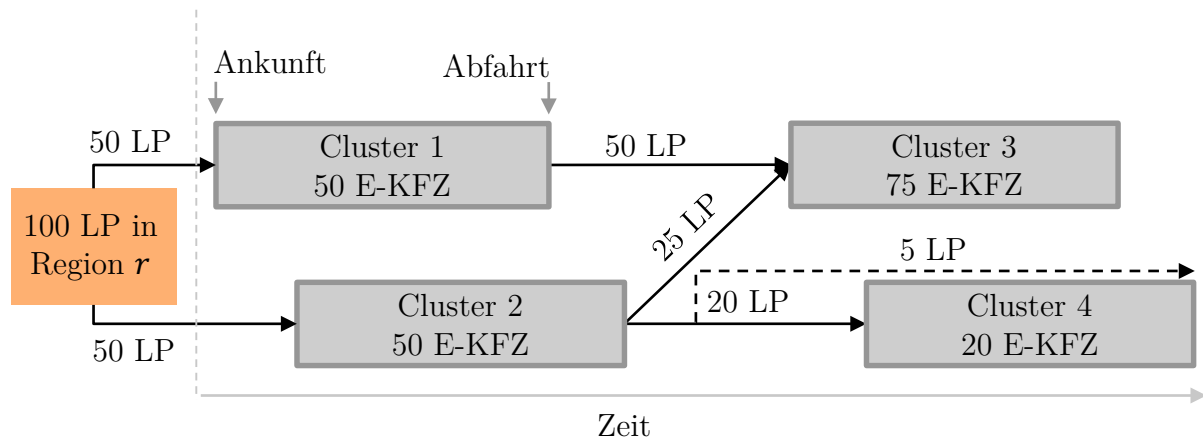 Ankunft
Abfahrt
50 LP
Cluster 1
50 E-KFZ
50 LP
Cluster 3
75 E-KFZ
100 LP in
Region r
25 LP
5 LP
50 LP
Cluster 2
50 E-KFZ
20 LP
Cluster 4
20 E-KFZ
Zeit